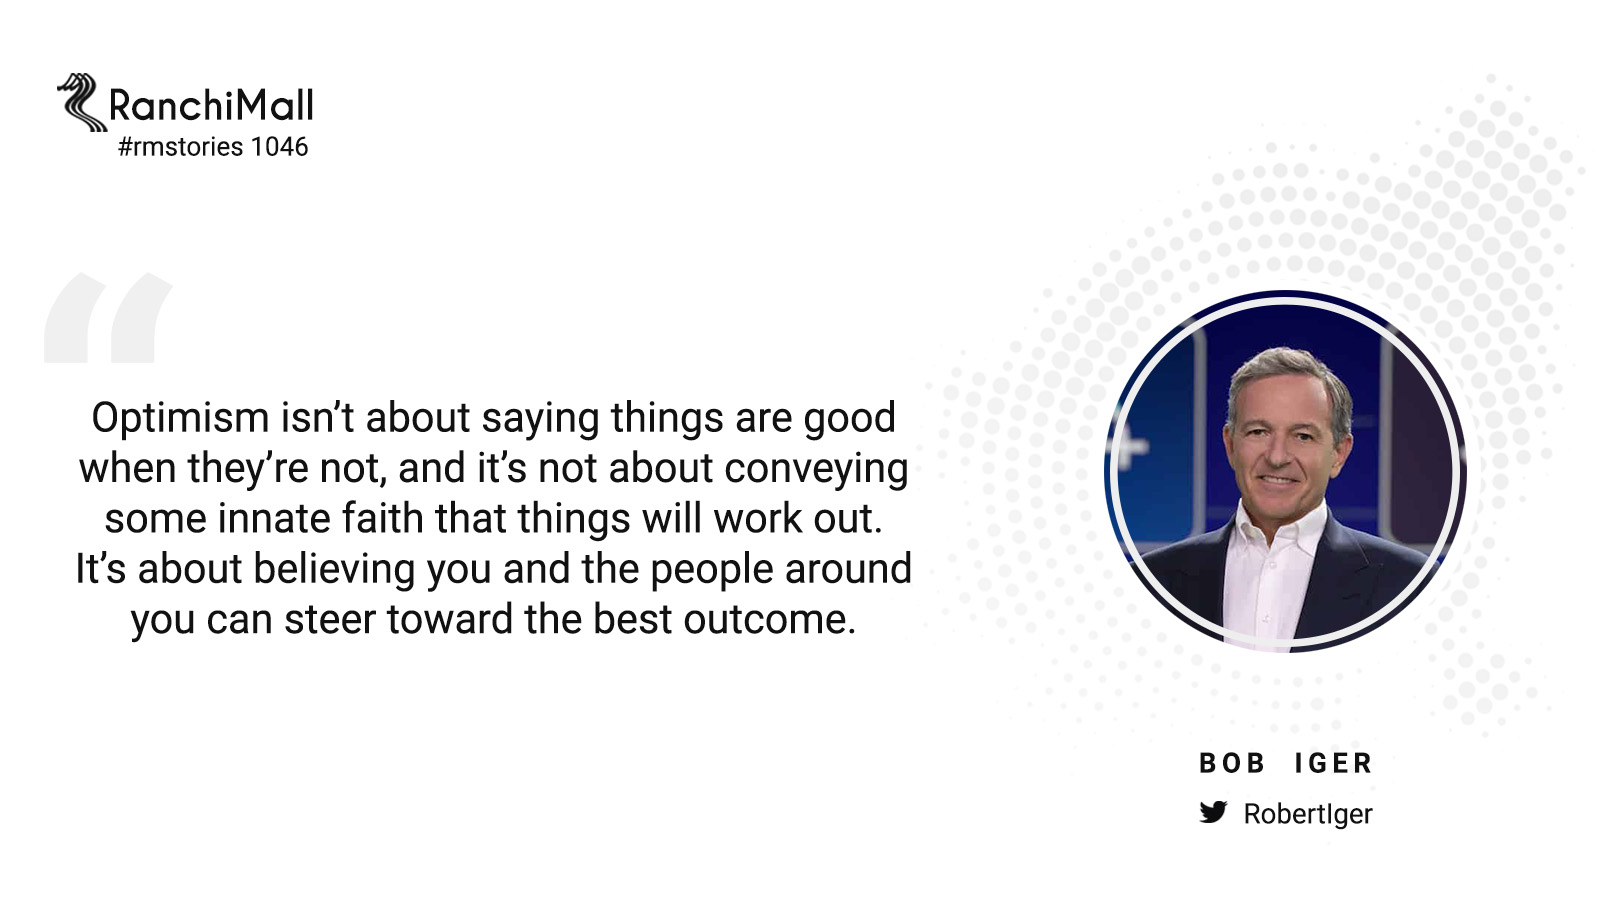 RanchiMall
#rmstories 1046
“
Optimism isn’t about saying things are good
when they’re not, and it’s not about conveying
some innate faith that things will work out.
It’s about believing you and the people around
you can steer toward the best outcome.
BOB IGER
RobertIger